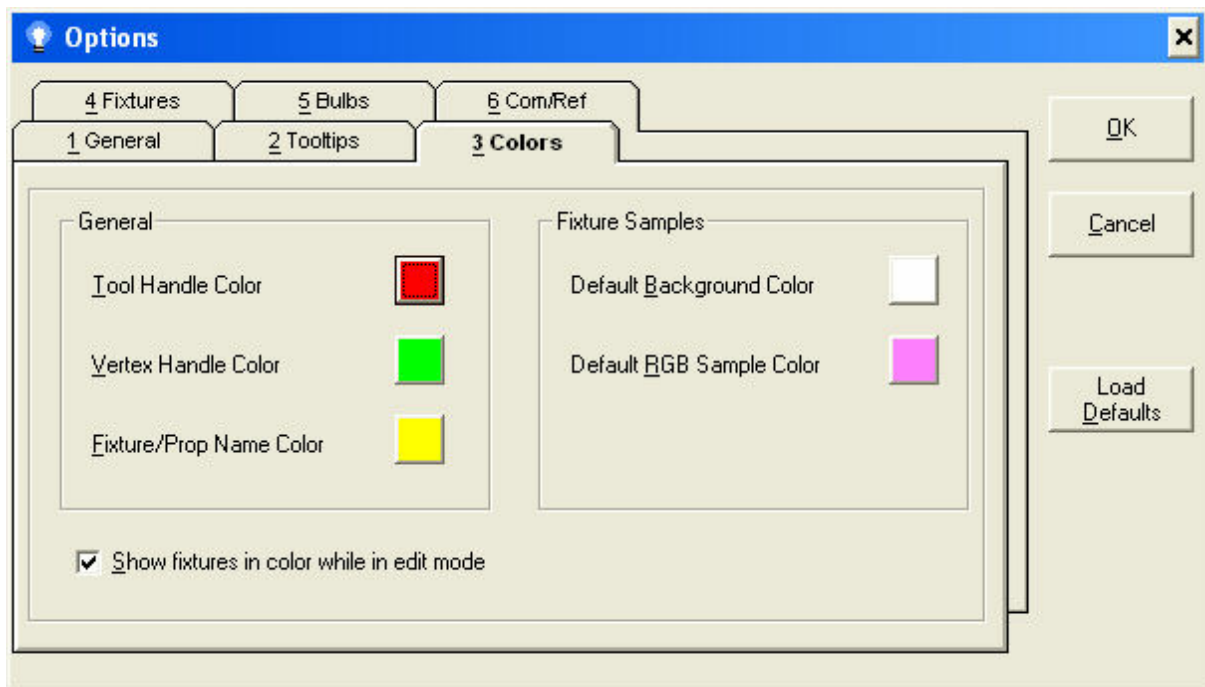 Options
4 Fixtures
5 Bulbs
6 Com/Ref
1 General
2 Tooltips
3 Colors
OK
Cancel
Load
Defaults
General
Tool Handle Color
Vertex Handle Color
Fixture/Prop Name Color
Fixture Samples
Default Background Color
Default RGB Sample Color
Show fixtures in color while in edit mode